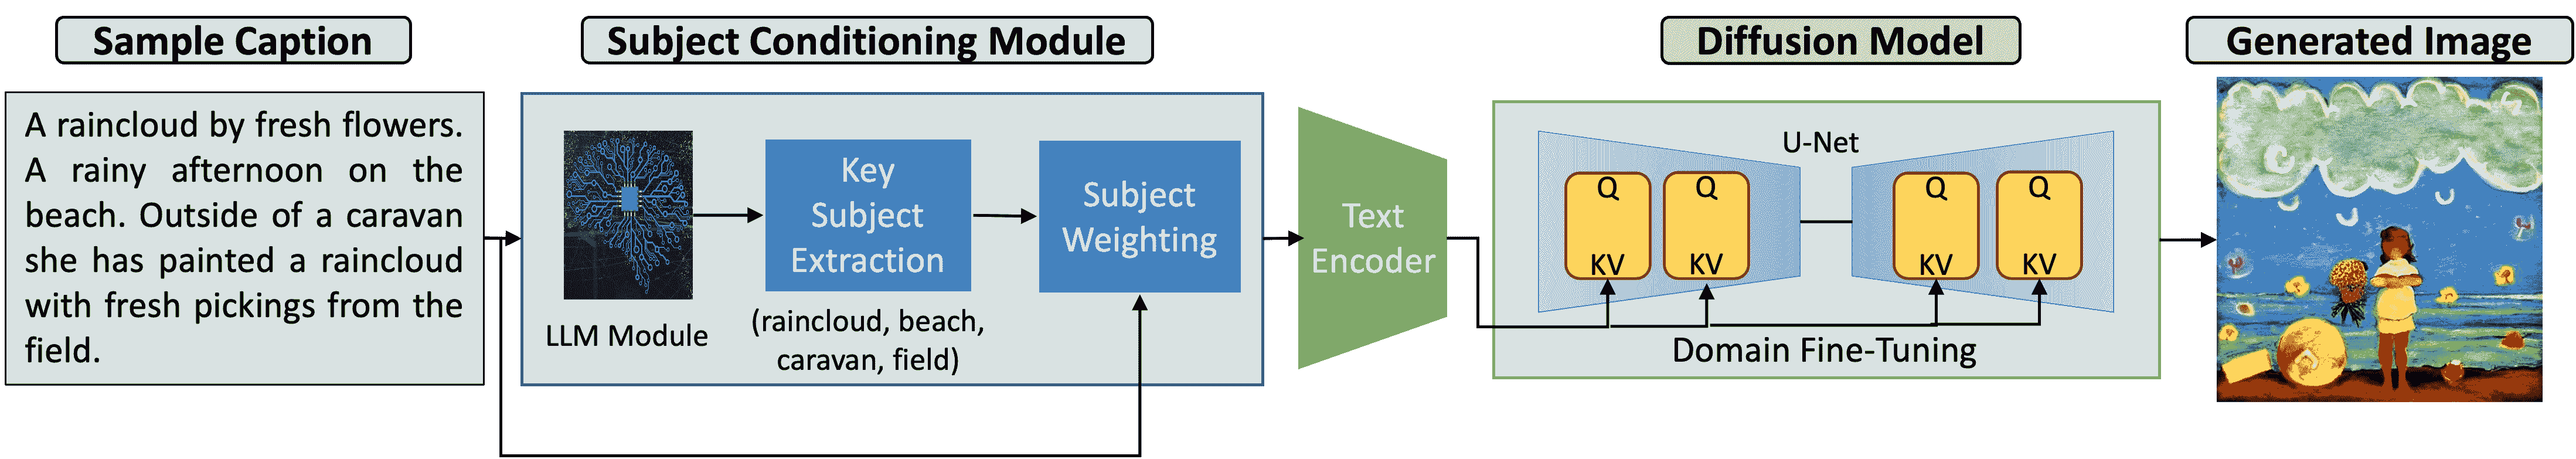 Sample Caption
A raincloud by fresh flowers.
A rainy afternoon on the
beach. Outside of a caravan
she has painted a raincloud
with fresh pickings from the
field.
Subject Conditioning Module
LLM Module
Key
Subject
Extraction
(raincloud, beach,
caravan, field)
Subject
Weighting
Text
Encoder
Diffusion Model
U-Net
Q
KV
Q
KV
Q
KV
Q
KV
Domain Fine-Tuning
Generated Image